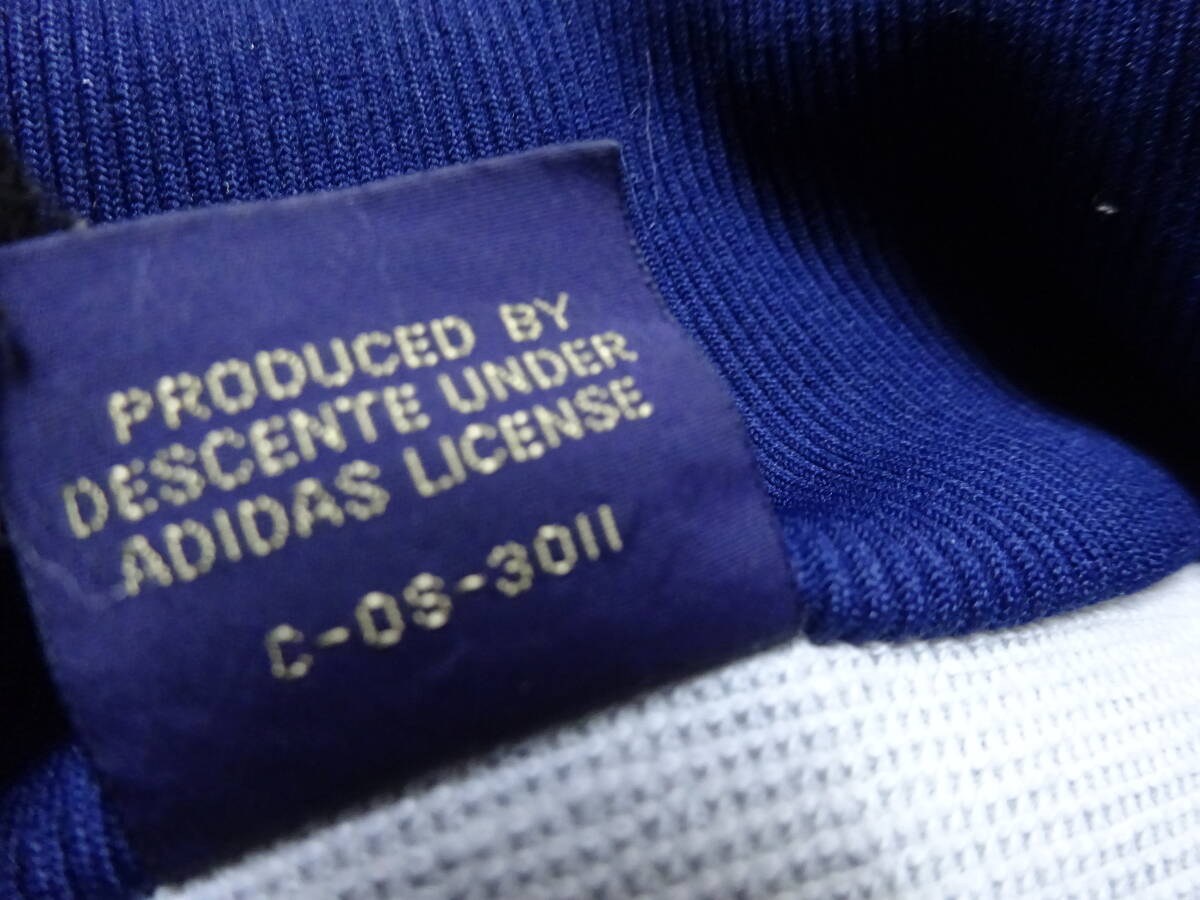 PRODUCED BY
DESCENTE UNDER
ADIDAS LICENSE
C-OS-3011